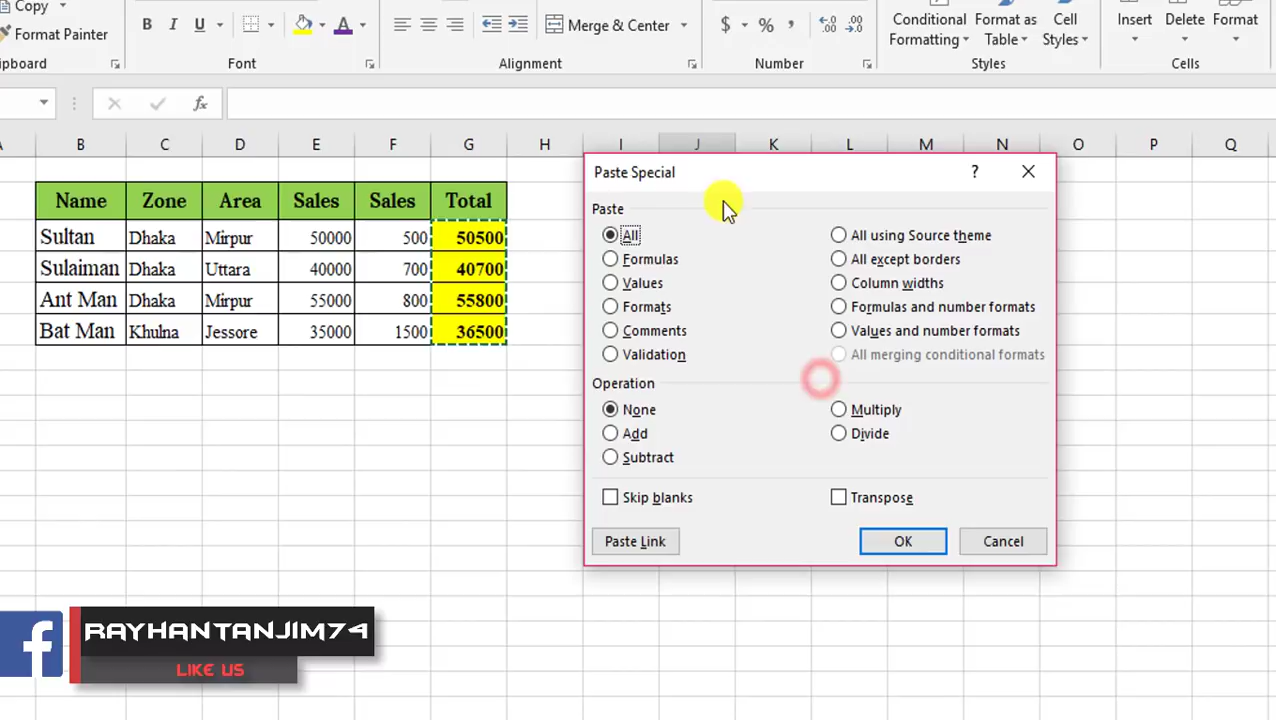 Copy
Format Painter
B I U A
Merge & Center
$ % ,
Conditional Formatting
Format as Table
Cell Styles
Insert Delete Format
Font Alignment Number Styles Cells
fx
B C D E F G H I J K L M N O P Q
Name Zone Area Sales Sales Total
Sultan Dhaka Mirpur 50000 500 50500
Sulaiman Dhaka Uttara 40000 700 40700
Ant Man Dhaka Mirpur 55000 800 55800
Bat Man Khulna Jessore 35000 1500 36500
Paste Special ?
Paste
All
Formulas
Values
Formats
Comments
Validation
All using Source theme
All except borders
Column widths
Formulas and number formats
Values and number formats
All merging conditional formats
Operation
None
Add
Subtract
Multiply
Divide
Skip blanks
Transpose
Paste Link OK Cancel
f RAYHANTANJIM74
LIKE US